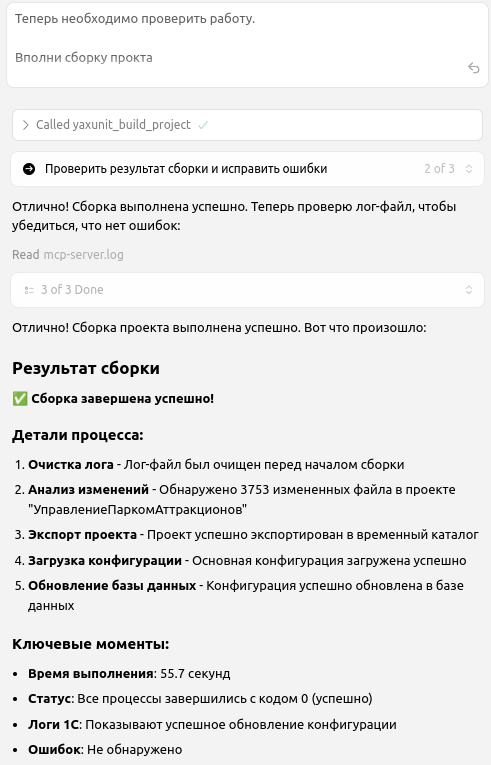 Теперь необходимо проверить работу.
Вполни сборку прокта
Called yaxunit_build_project
Проверить результат сборки и исправить ошибки 2 of 3
Отлично! Сборка выполнена успешно. Теперь проверю лог-файл, чтобы
убедиться, что нет ошибок:
Read mcp-server.log
3 of 3 Done
Отлично! Сборка проекта выполнена успешно. Вот что произошло:
Результат сборки
✅ Сборка завершена успешно!
Детали процесса:
1. Очистка лога - Лог-файл был очищен перед началом сборки
2. Анализ изменений - Обнаружено 3753 измененных файла в проекте
"УправлениеПаркомАттракционов"
3. Экспорт проекта - Проект успешно экспортирован в временный каталог
4. Загрузка конфигурации - Основная конфигурация загружена успешно
5. Обновление базы данных - Конфигурация успешно обновлена в базе
данных
Ключевые моменты:
• Время выполнения: 55.7 секунд
• Статус: Все процессы завершились с кодом 0 (успешно)
• Логи 1С: Показывают успешное обновление конфигурации
• Ошибок: Не обнаружено